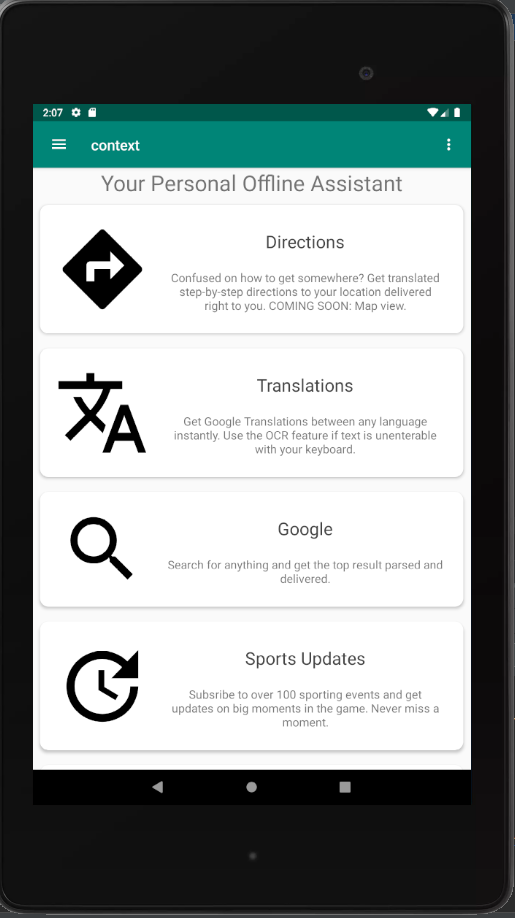 2:07
context
Your Personal Offline Assistant
Directions
Confused on how to get somewhere? Get translated
step-by-step directions to your location delivered
right to you. COMING SOON: Map view.
Translations
Get Google Translations between any language
instantly. Use the OCR feature if text is unenterable
with your keyboard.
Google
Search for anything and get the top result parsed and
delivered.
Sports Updates
Subsribe to over 100 sporting events and get
updates on big moments in the game. Never miss a
moment.